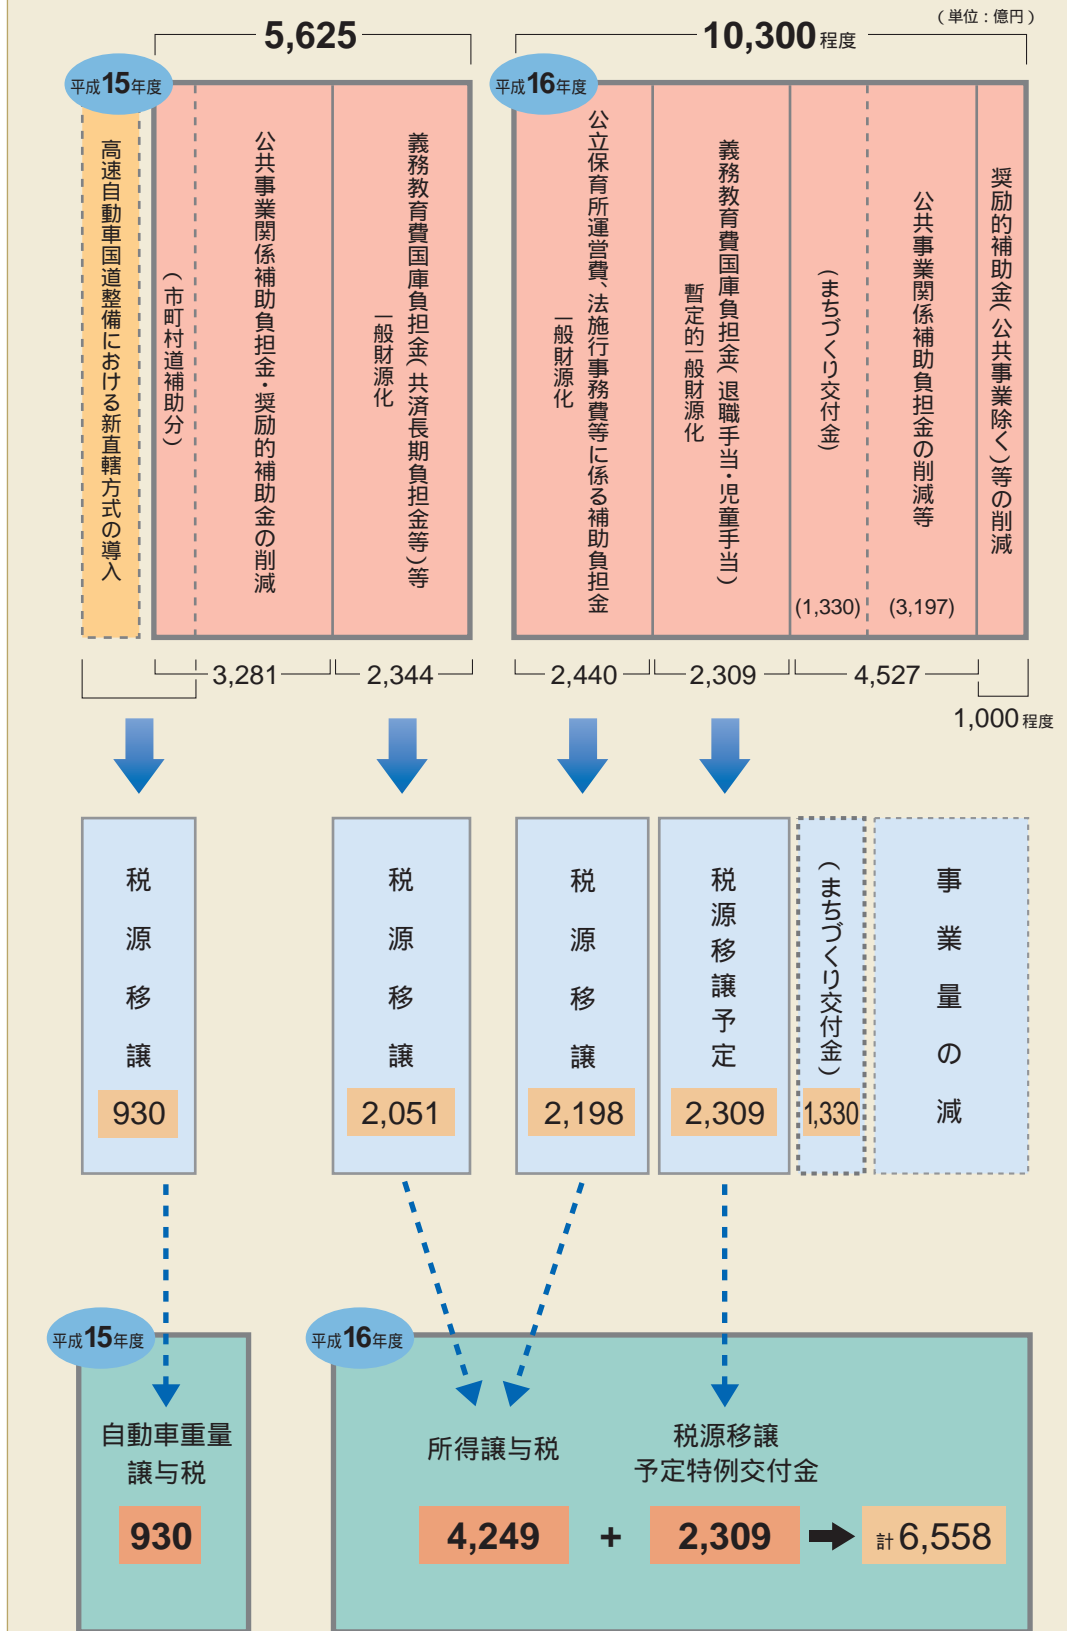 （単位：億円）
5,625
10,300程度
平成15年度
平成16年度
高速自動車国道整備における新直轄方式の導入
（市町村道補助分）
公共事業関係補助負担金・奨励的補助金の削減
義務教育費国庫負担金（共済長期負担金等）等
一般財源化
公立保育所運営費、法施行事務費等に係る補助負担金
一般財源化
義務教育費国庫負担金（退職手当・児童手当）
暫定的一般財源化
（まちづくり交付金）
(1,330)
公共事業関係補助負担金の削減等
(3,197)
奨励的補助金（公共事業除く）等の削減
3,281
2,344
2,440
2,309
4,527
1,000程度
税源移譲
930
税源移譲
2,051
税源移譲
2,198
税源移譲予定
2,309
（まちづくり交付金）
1,330
事業量の減
平成15年度
自動車重量
譲与税
930
平成16年度
所得譲与税
4,249
+
税源移譲
予定特例交付金
2,309
計6,558